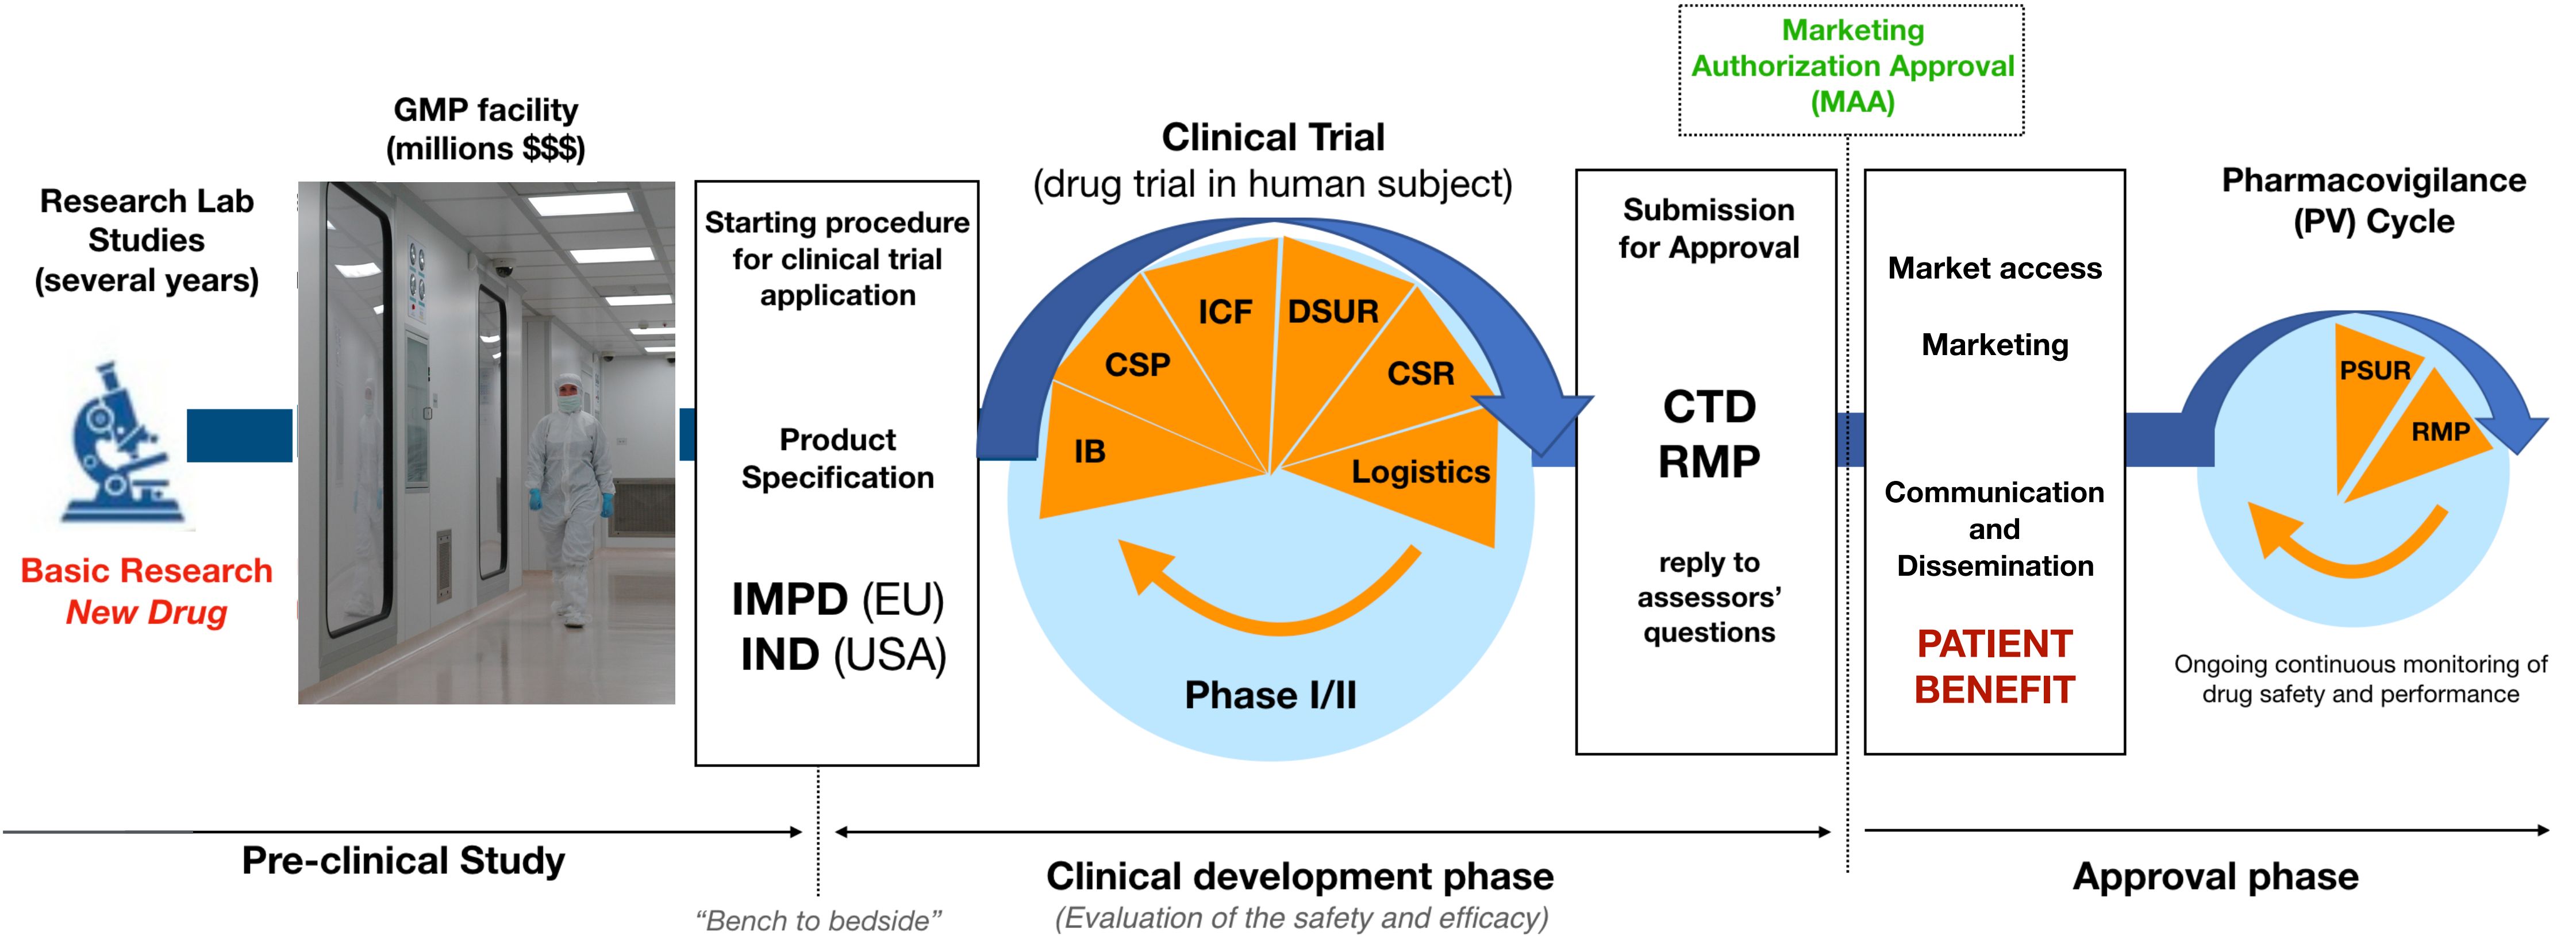 Research Lab
Studies
(several years)
Basic Research
New Drug
GMP facility
(millions $$$)
Starting procedure
for clinical trial
application
Product
Specification
IMPD (EU)
IND (USA)
Clinical Trial
(drug trial in human subject)
IB
CSP
ICF
DSUR
CSR
Logistics
Phase I/II
Submission
for Approval
CTD
RMP
reply to
assessors’
questions
Marketing
Authorization Approval
(MAA)
Market access
Marketing
Communication
and
Dissemination
PATIENT
BENEFIT
Pharmacovigilance
(PV) Cycle
PSUR
RMP
Ongoing continuous monitoring of
drug safety and performance
Pre-clinical Study
“Bench to bedside”
Clinical development phase
(Evaluation of the safety and efficacy)
Approval phase